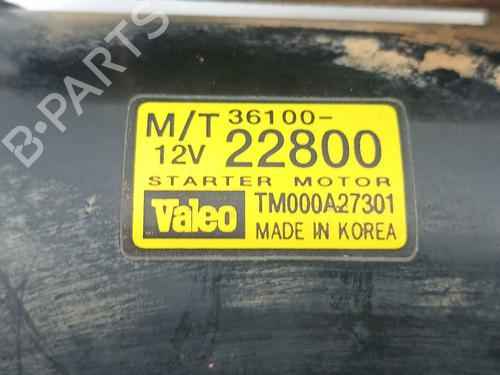 M/T 36100-
12V 22800
STARTER MOTOR
Valeo TM000A27301
MADE IN KOREA
B-PARTS